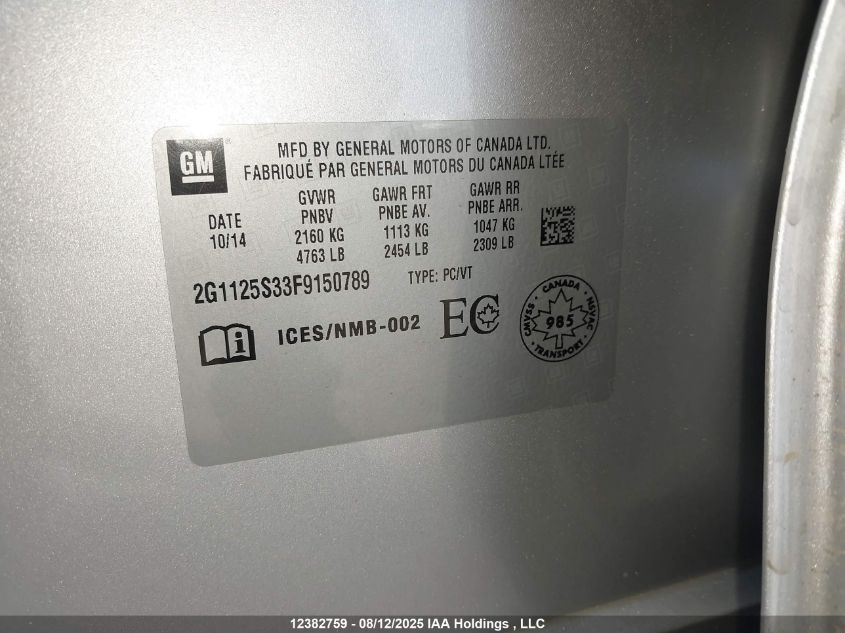 GM
MFD BY GENERAL MOTORS OF CANADA LTD.
FABRIQUÉ PAR GENERAL MOTORS DU CANADA LTÉE
DATE
10/14
GVWR
PNBV
2160 KG
4763 LB
GAWR FRT
PNBE AV.
1113 KG
2454 LB
GAWR RR
PNBE ARR.
1047 KG
2309 LB
2G1125S33F9150789
TYPE: PC/VT
ICES/NMB-002
EC
CANADA
CMVSS
NSVAC
985
TRANSPORT
12382759 - 08/12/2025 IAA Holdings , LLC